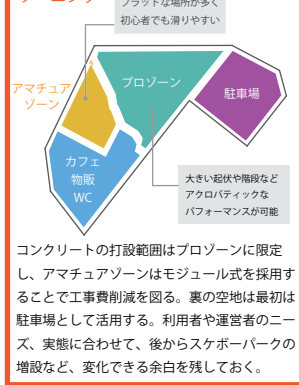 フラットな場所が多く
初心者でも滑りやすい
アマチュア
ゾーン
プロゾーン
駐車場
カフェ
物販
WC
大きい起伏や階段など
アクロバティックな
パフォーマンスが可能
コンクリートの打設範囲はプロゾーンに限定
し、アマチュアゾーンはモジュール式を採用す
ることで工事費削減を図る。裏の空地は最初は
駐車場として活用する。利用者や運営者のニー
ズ、実態に合わせて、後からスケボーパークの
増設など、変化できる余白を残しておく。